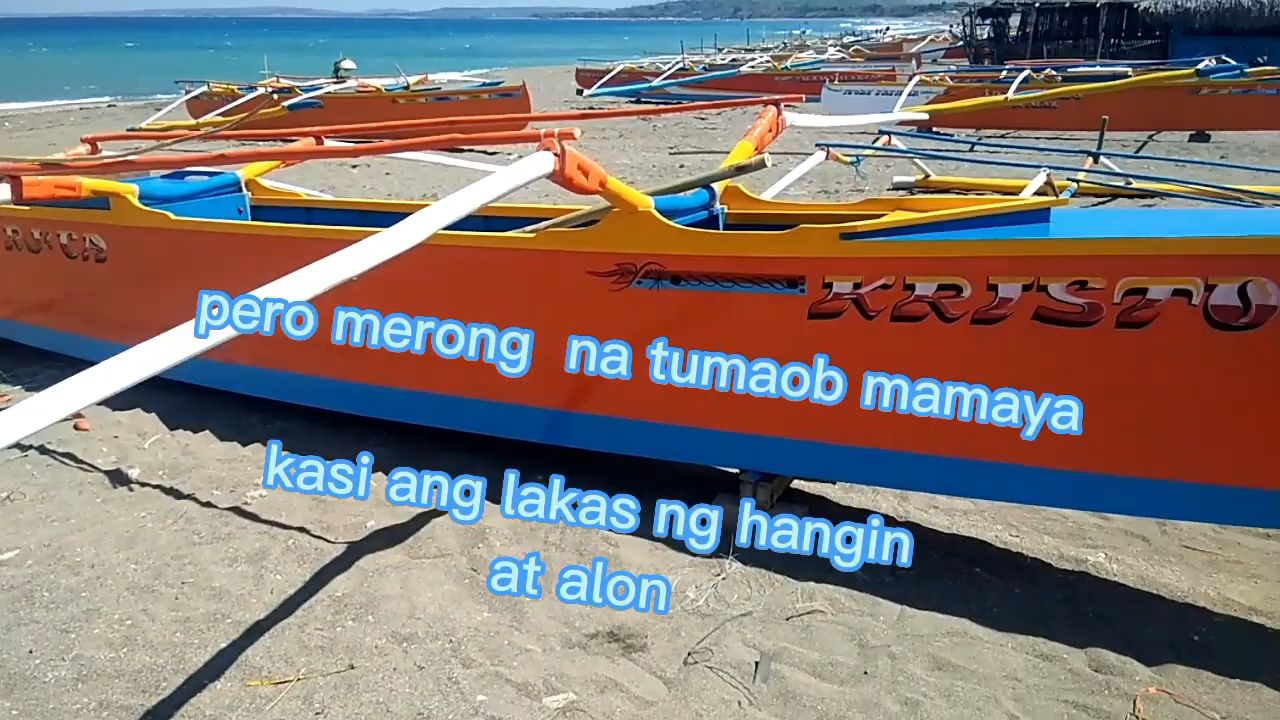 KRISTO
pero merong na tumaob mamaya
kasi ang lakas ng hangin
at alon